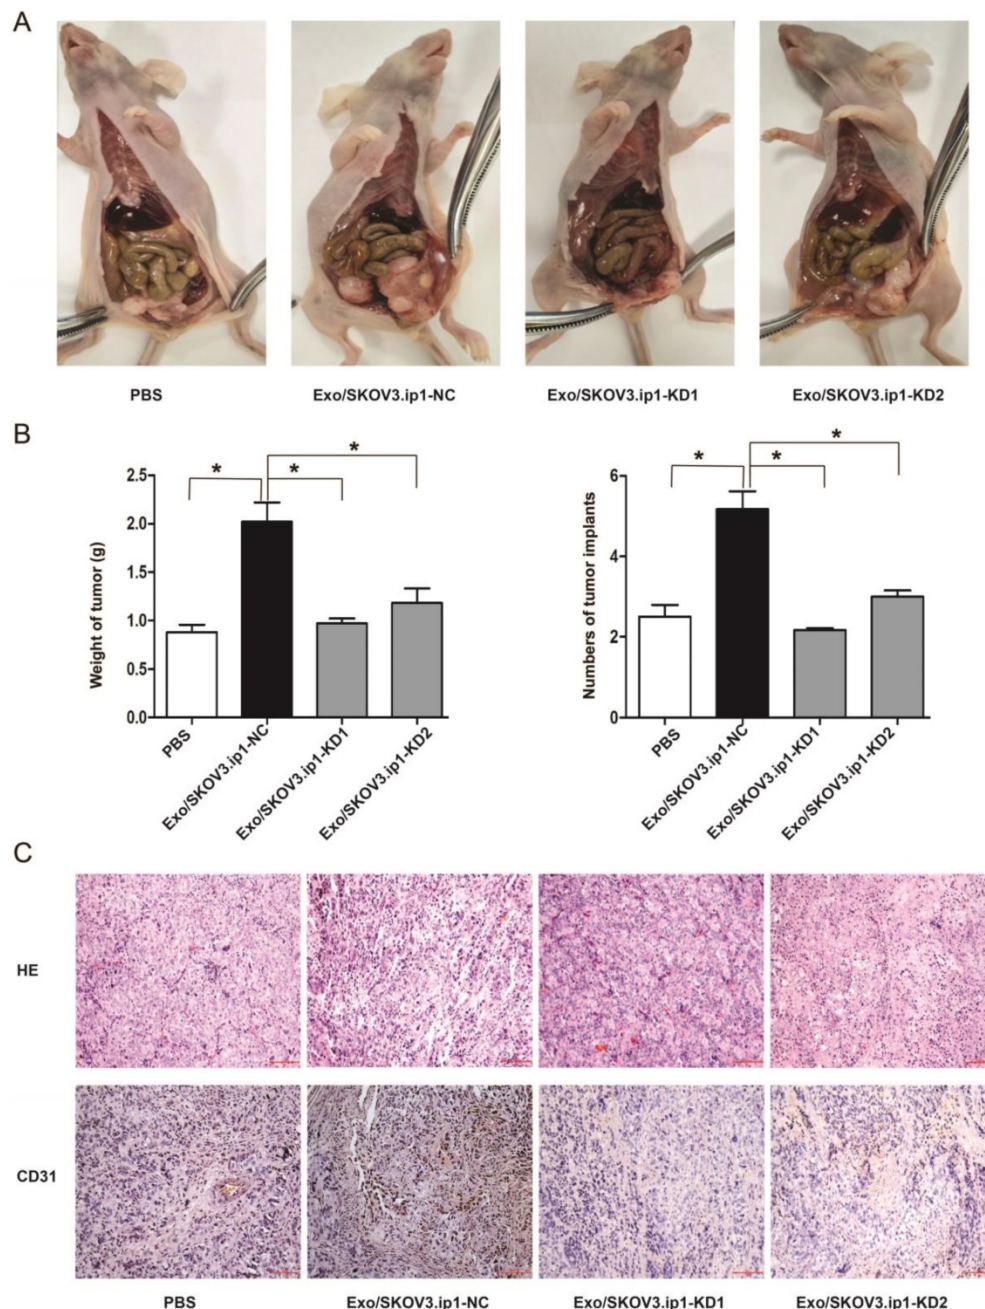 A
PBS
Exo/SKOV3.ip1-NC
Exo/SKOV3.ip1-KD1
Exo/SKOV3.ip1-KD2
B
Weight of tumor (g)
2.5
2.0
1.5
1.0
0.5
0.0
*
*
*
PBS
Exo/SKOV3.ip1-NC
Exo/SKOV3.ip1-KD1
Exo/SKOV3.ip1-KD2
Numbers of tumor implants
6
4
2
0
*
*
*
PBS
Exo/SKOV3.ip1-NC
Exo/SKOV3.ip1-KD1
Exo/SKOV3.ip1-KD2
C
HE
CD31
PBS
Exo/SKOV3.ip1-NC
Exo/SKOV3.ip1-KD1
Exo/SKOV3.ip1-KD2